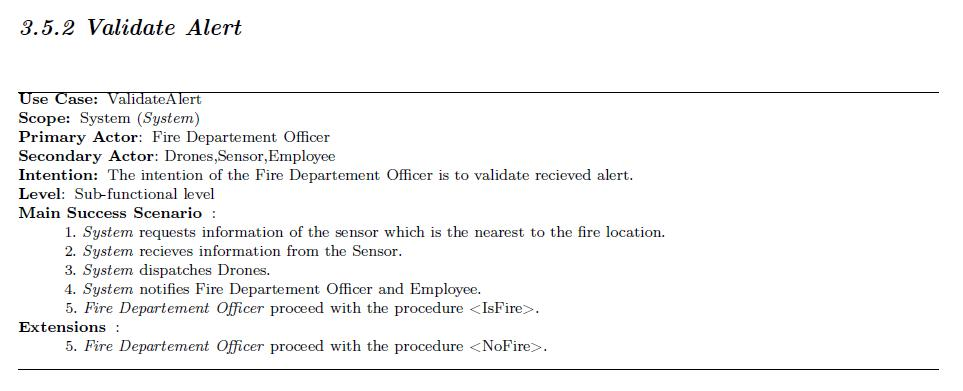 3.5.2 Validate Alert
Use Case: ValidateAlert
Scope: System (System)
Primary Actor: Fire Departement Officer
Secondary Actor: Drones,Sensor,Employee
Intention: The intention of the Fire Departement Officer is to validate recieved alert.
Level: Sub-functional level
Main Success Scenario :
1. System requests information of the sensor which is the nearest to the fire location.
2. System recieves information from the Sensor.
3. System dispatches Drones.
4. System notifies Fire Departement Officer and Employee.
5. Fire Departement Officer proceed with the procedure <IsFire>.
Extensions :
5. Fire Departement Officer proceed with the procedure <NoFire>.